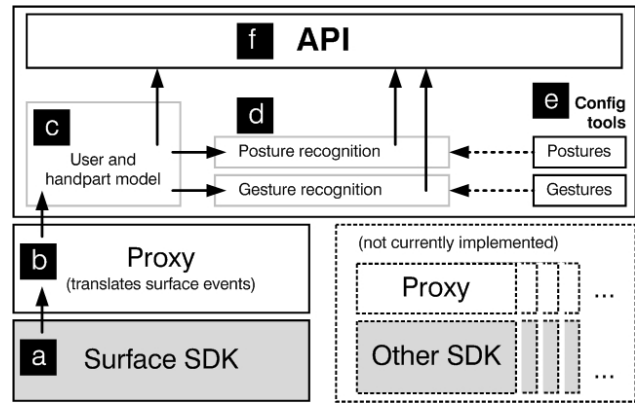 f API
c
User and
handpart model
d
Posture recognition
Gesture recognition
e Config
tools
Postures
Gestures
b Proxy
(translates surface events)
a Surface SDK
(not currently implemented)
Proxy
...
Other SDK
...